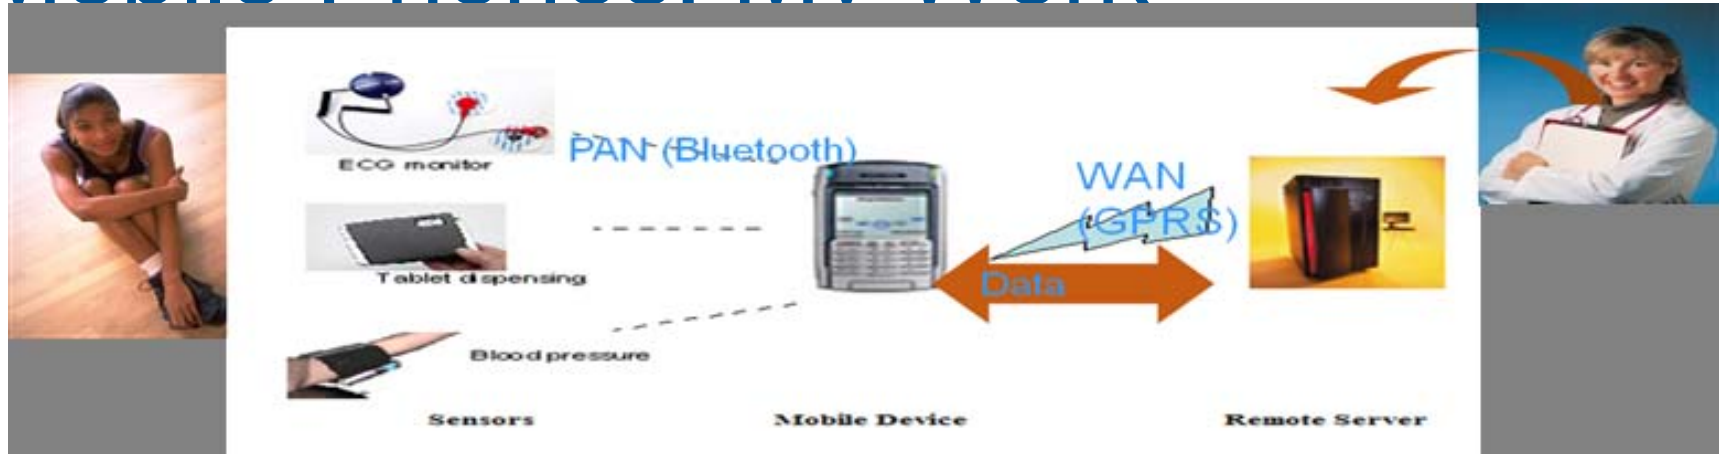 ECG monitor
PAN (Bluetooth)
WAN
(GPRS)
Tablet dispensing
Data
Blood pressure
Sensors
Mobile Device
Remote Server